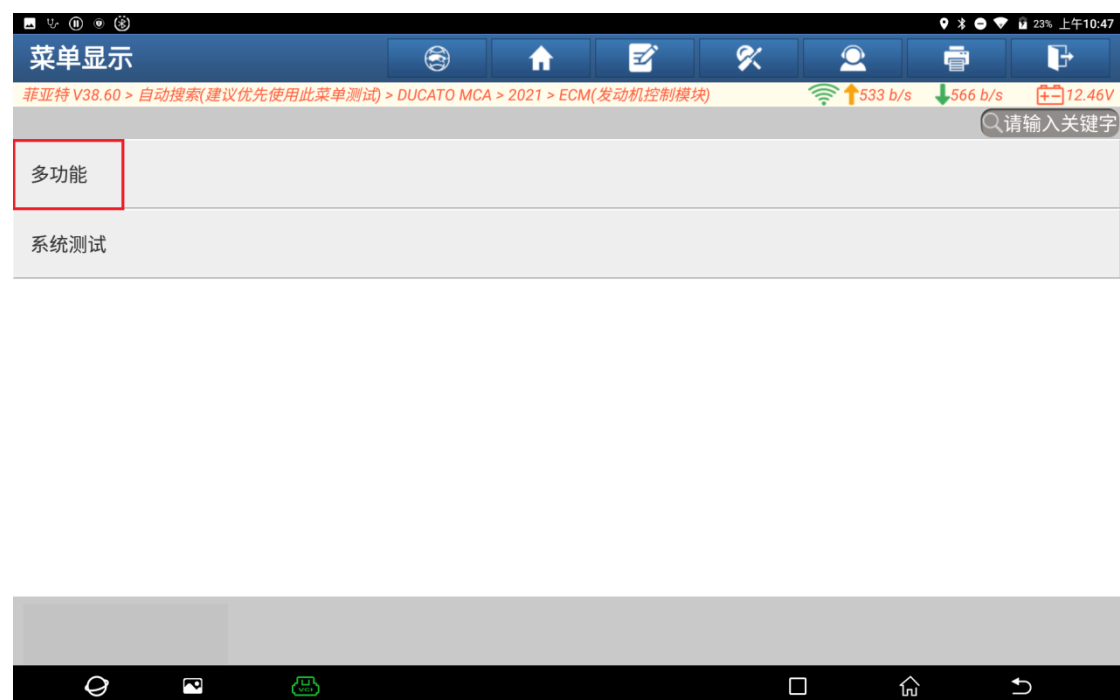 23% 上午10:47
菜单显示
菲亚特 V38.60 > 自动搜索(建议优先使用此菜单测试) > DUCATO MCA > 2021 > ECM(发动机控制模块) 533 b/s 566 b/s 12.46V
请输入关键字
多功能
系统测试
VCI